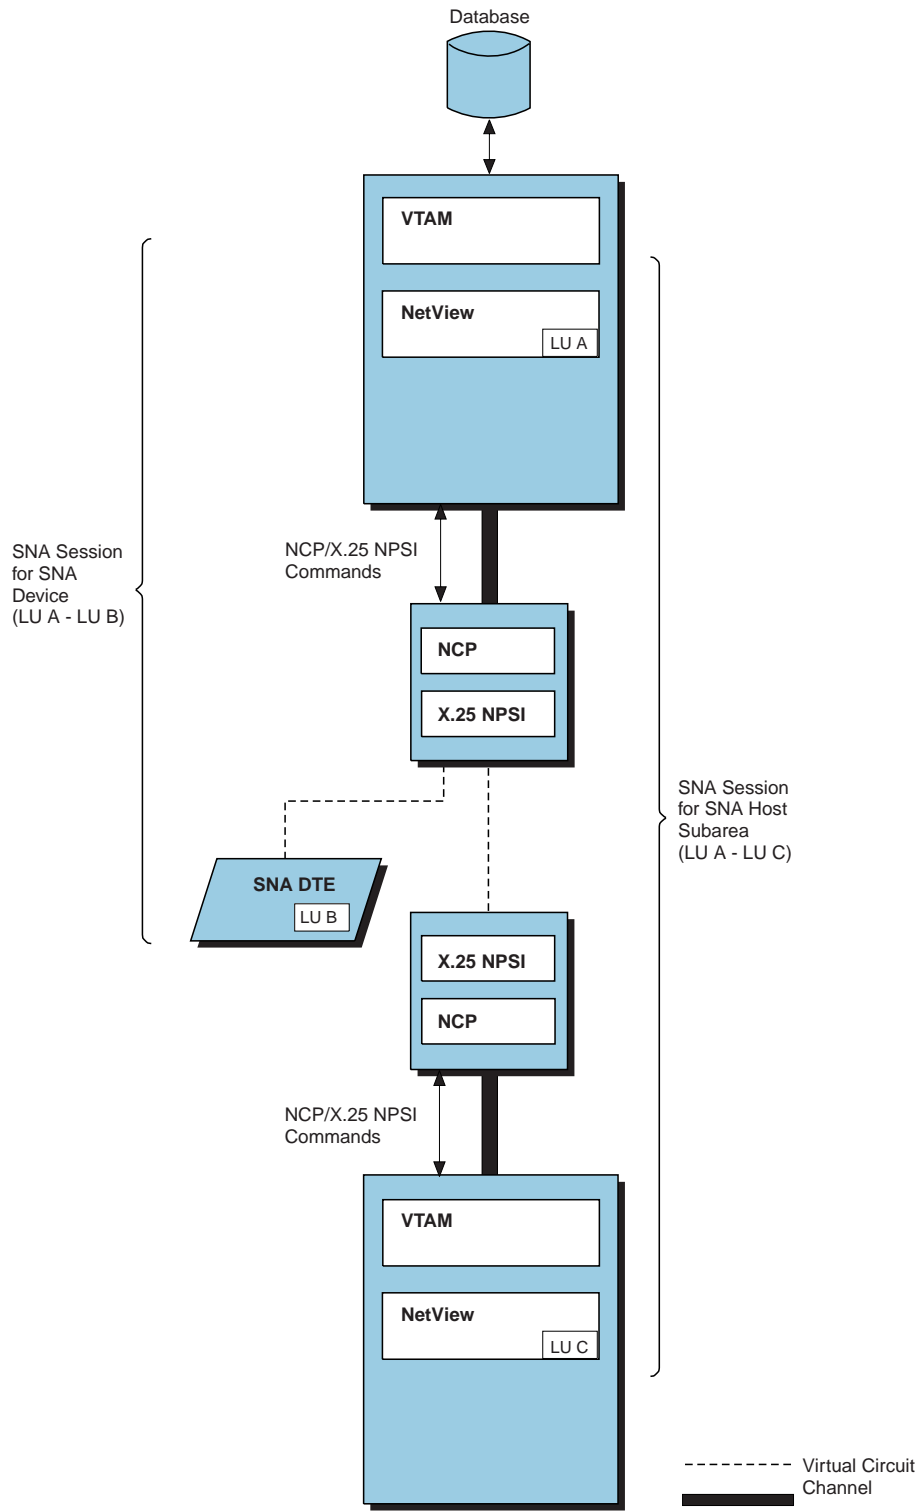 Database
VTAM
NetView
LU A
NCP/X.25 NPSI
Commands
SNA Session
for SNA
Device
(LU A - LU B)
NCP
X.25 NPSI
SNA Session
for SNA Host
Subarea
(LU A - LU C)
SNA DTE
LU B
X.25 NPSI
NCP
NCP/X.25 NPSI
Commands
VTAM
NetView
LU C
Virtual Circuit
Channel